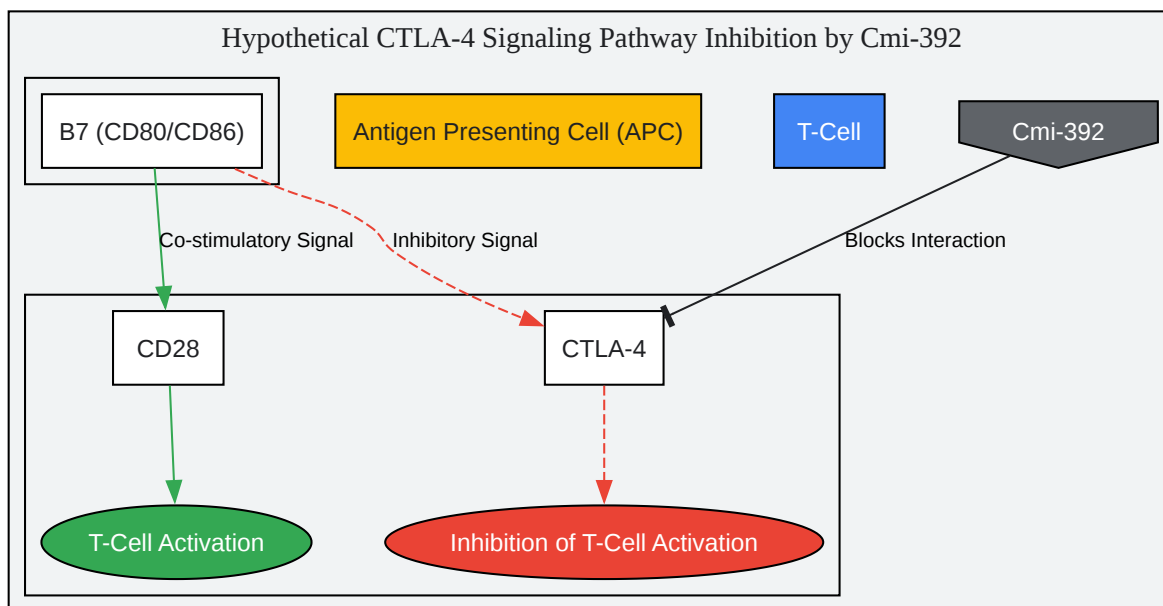 Hypothetical CTLA-4 Signaling Pathway Inhibition by Cmi-392
B7 (CD80/CD86)
Antigen Presenting Cell (APC)
T-Cell
Cmi-392
Co-stimulatory Signal
Inhibitory Signal
Blocks Interaction
CD28
CTLA-4
T-Cell Activation
Inhibition of T-Cell Activation